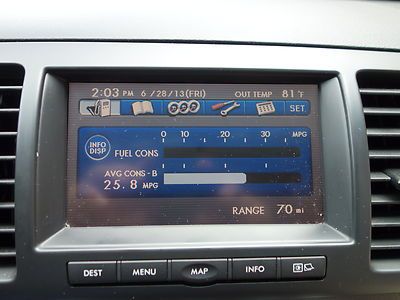 2:03 PM 6/28/13(FRI) OUT TEMP 81°F
SET
0 10 20 30 MPG
INFO DISP
FUEL CONS
AVG CONS - B
25.8 MPG
RANGE 70 mi
DEST MENU MAP INFO